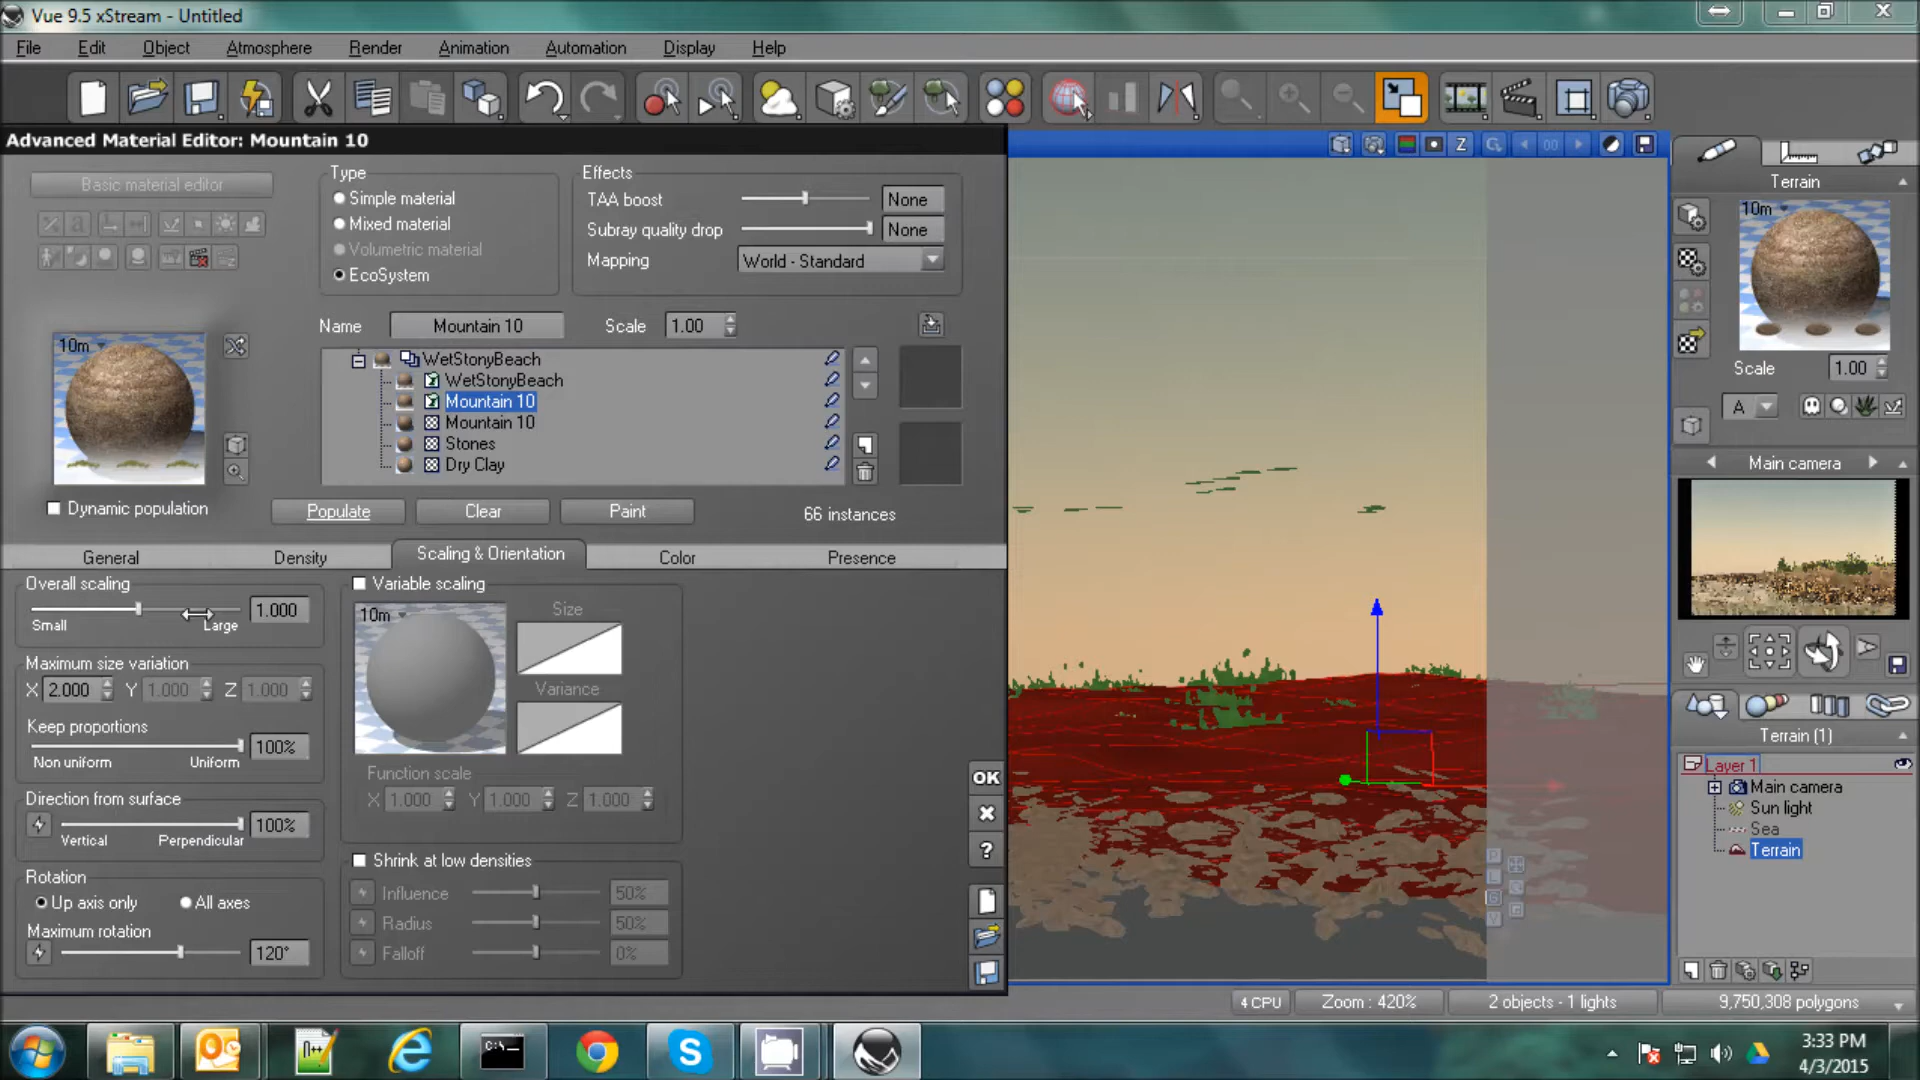 Vue 9.5 xStream - Untitled
File Edit Object Atmosphere Render Animation Automation Display Help
Advanced Material Editor: Mountain 10
Basic material editor
Type
Simple material
Mixed material
Volumetric material
EcoSystem
Effects
TAA boost None
Subray quality drop None
Mapping World - Standard
Name Mountain 10 Scale 1.00
10m
WetStonyBeach
WetStonyBeach
Mountain 10
Mountain 10
Stones
Dry Clay
Dynamic population Populate Clear Paint 66 instances
General Density Scaling & Orientation Color Presence
Overall scaling
1.000
Small Large
Maximum size variation
X 2.000 Y 1.000 Z 1.000
Keep proportions
100%
Non uniform Uniform
Direction from surface
100%
Vertical Perpendicular
Rotation
Up axis only All axes
Maximum rotation
120°
Variable scaling
10m
Size
Variance
Function scale
X 1.000 Y 1.000 Z 1.000
Shrink at low densities
Influence 50%
Radius 50%
Falloff 0%
OK
?
Z
Terrain
10m
Scale 1.00
A
Main camera
Terrain (1)
Layer 1
Main camera
Sun light
Sea
Terrain
4 CPU Zoom : 420% 2 objects - 1 lights 9,750,308 polygons
3:33 PM
4/3/2015